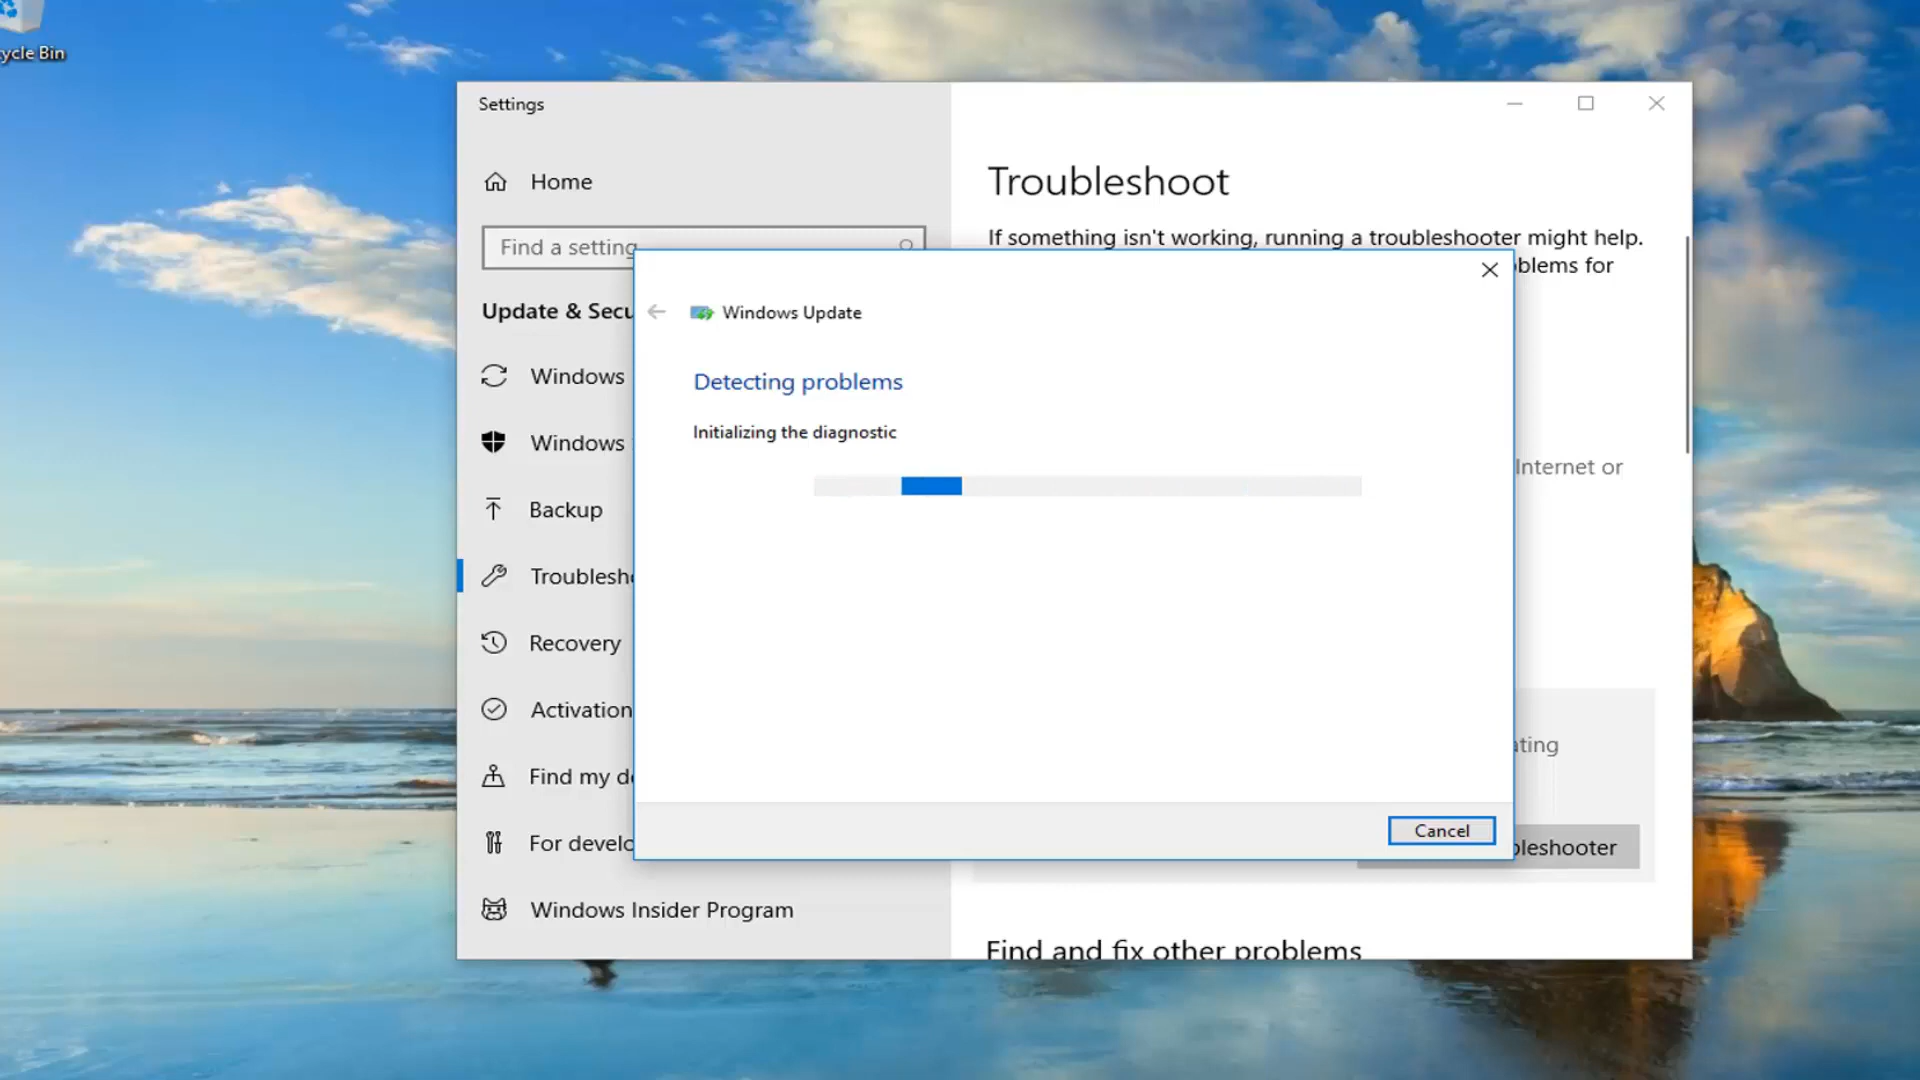 ycle Bin
Settings
Home
Find a setting
Update & Secu
Windows
Windows
Backup
Troublesh
Recovery
Activation
Find my d
For develo
Windows Insider Program
Troubleshoot
If something isn't working, running a troubleshooter might help.
blems for
Internet or
ating
bleshooter
Find and fix other problems
Windows Update
Detecting problems
Initializing the diagnostic
Cancel